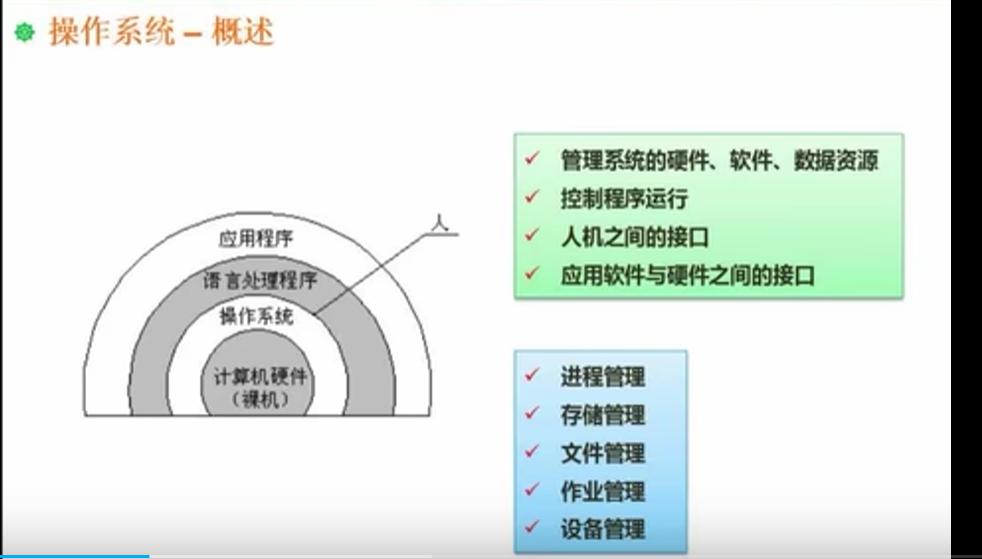 操作系统 – 概述
人
应用程序
语言处理程序
操作系统
计算机硬件
（裸机）
管理系统的硬件、软件、数据资源
控制程序运行
人机之间的接口
应用软件与硬件之间的接口
进程管理
存储管理
文件管理
作业管理
设备管理